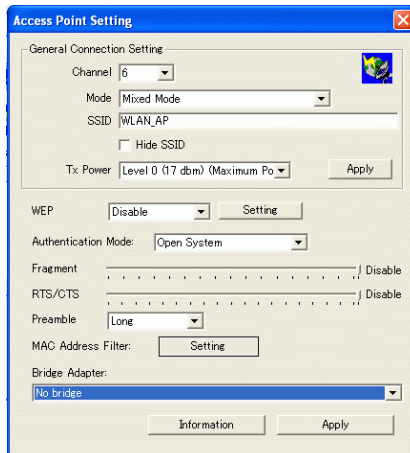 Access Point Setting
General Connection Setting
Channel 6
Mode Mixed Mode
SSID WLAN_AP
Hide SSID
Tx Power Level 0 (17 dbm) (Maximum Po
Apply
WEP Disable Setting
Authentication Mode: Open System
Fragment Disable
RTS/CTS Disable
Preamble Long
MAC Address Filter: Setting
Bridge Adapter:
No bridge
Information Apply